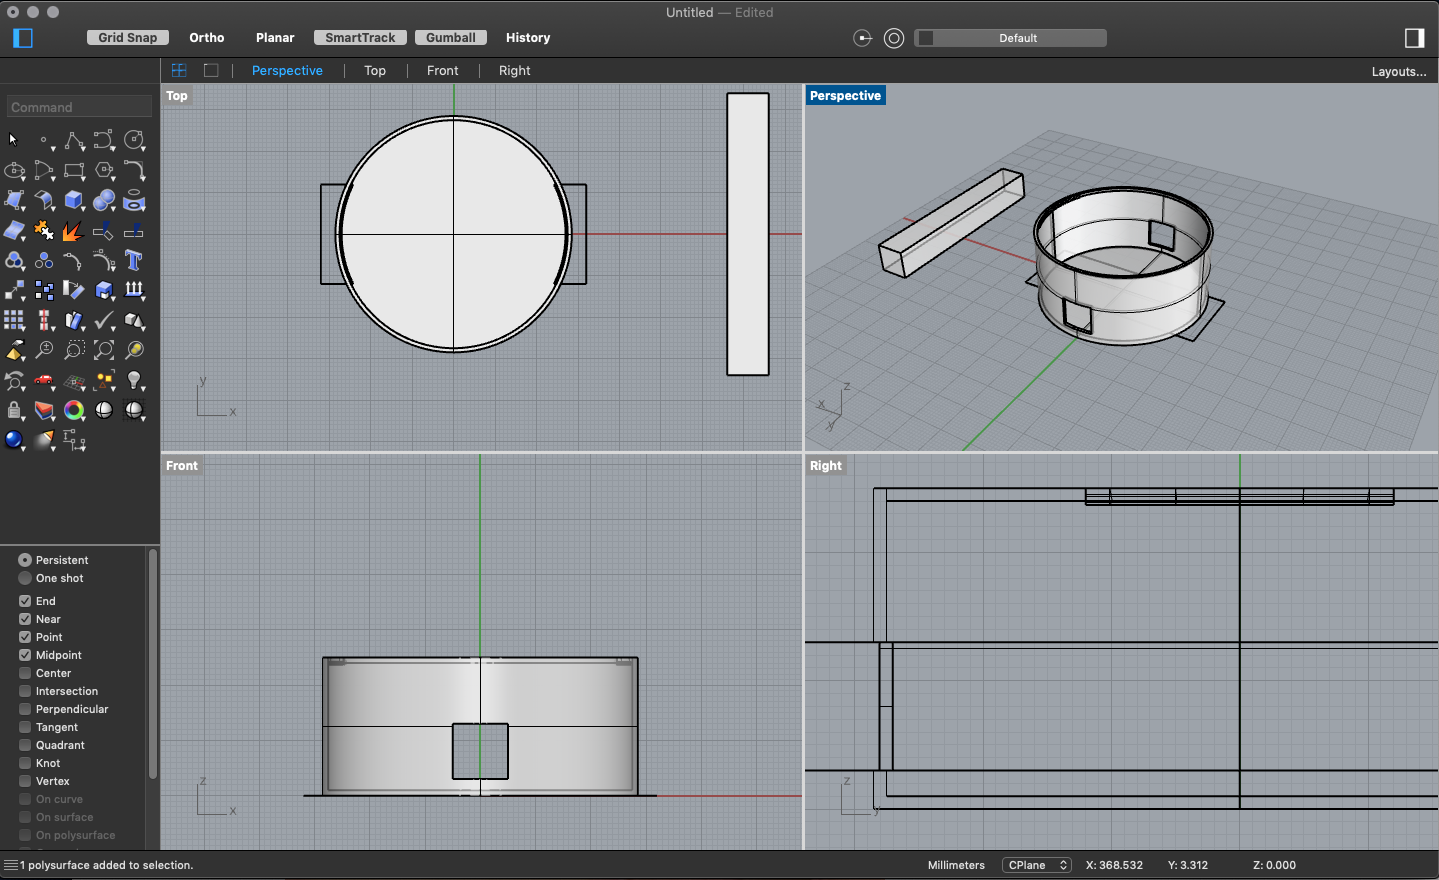 Untitled — Edited
Grid Snap Ortho Planar SmartTrack Gumball History Default
Perspective Top Front Right Layouts...
Command
Top
Perspective
y
x
z
x
y
Front
Right
z
x
z
y
Persistent
One shot
End
Near
Point
Midpoint
Center
Intersection
Perpendicular
Tangent
Quadrant
Knot
Vertex
On curve
On surface
On polysurface
1 polysurface added to selection. Millimeters CPlane X: 368.532 Y: 3.312 Z: 0.000